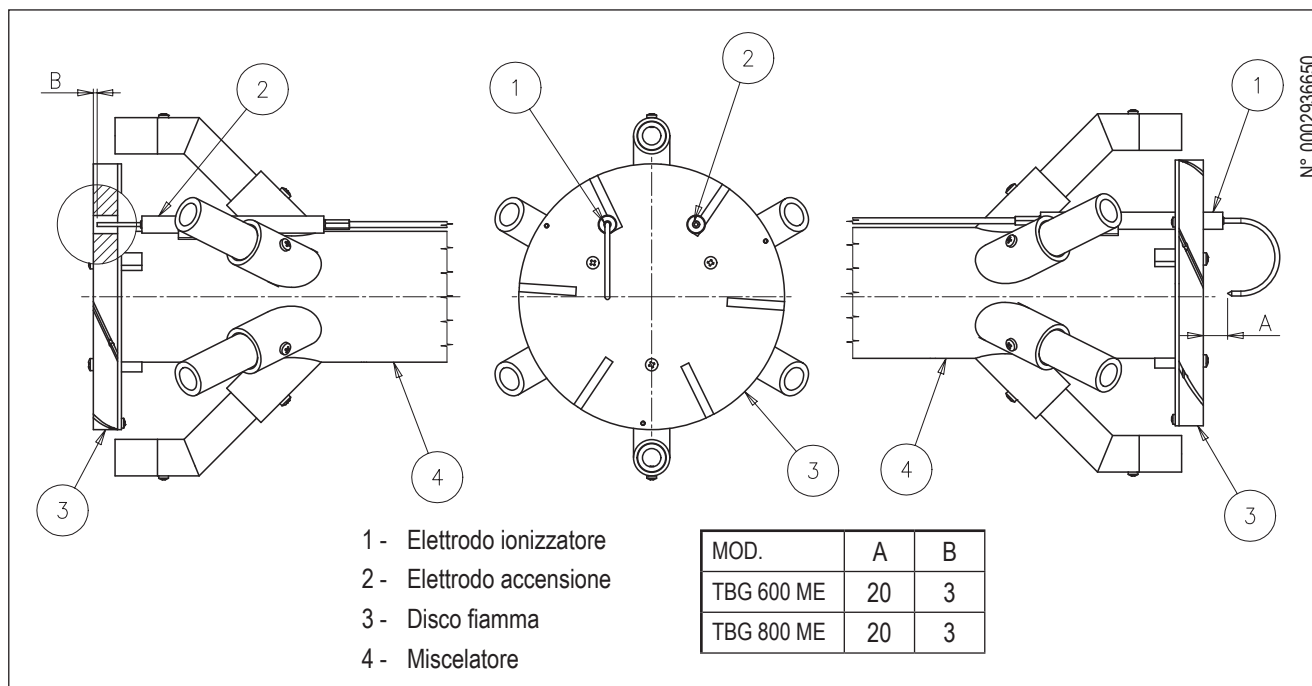 B
2
1
2
1
N° 0002936650
A
3
4
3
4
3
1 - Elettrodo ionizzatore
2 - Elettrodo accensione
3 - Disco fiamma
4 - Miscelatore
MOD. A B
TBG 600 ME 20 3
TBG 800 ME 20 3